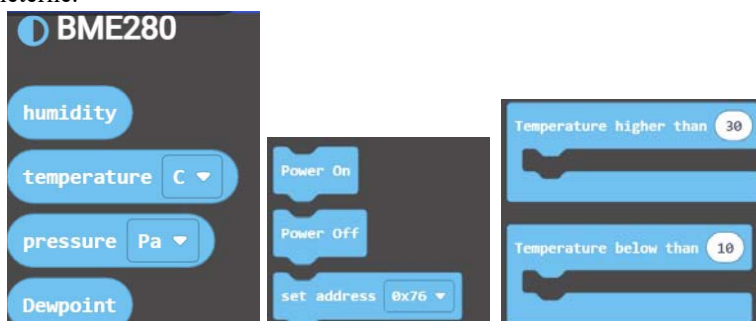 BME280
humidity
temperature C
pressure Pa
Dewpoint
Power On
Power Off
set address 0x76
Temperature higher than 30
Temperature below than 10